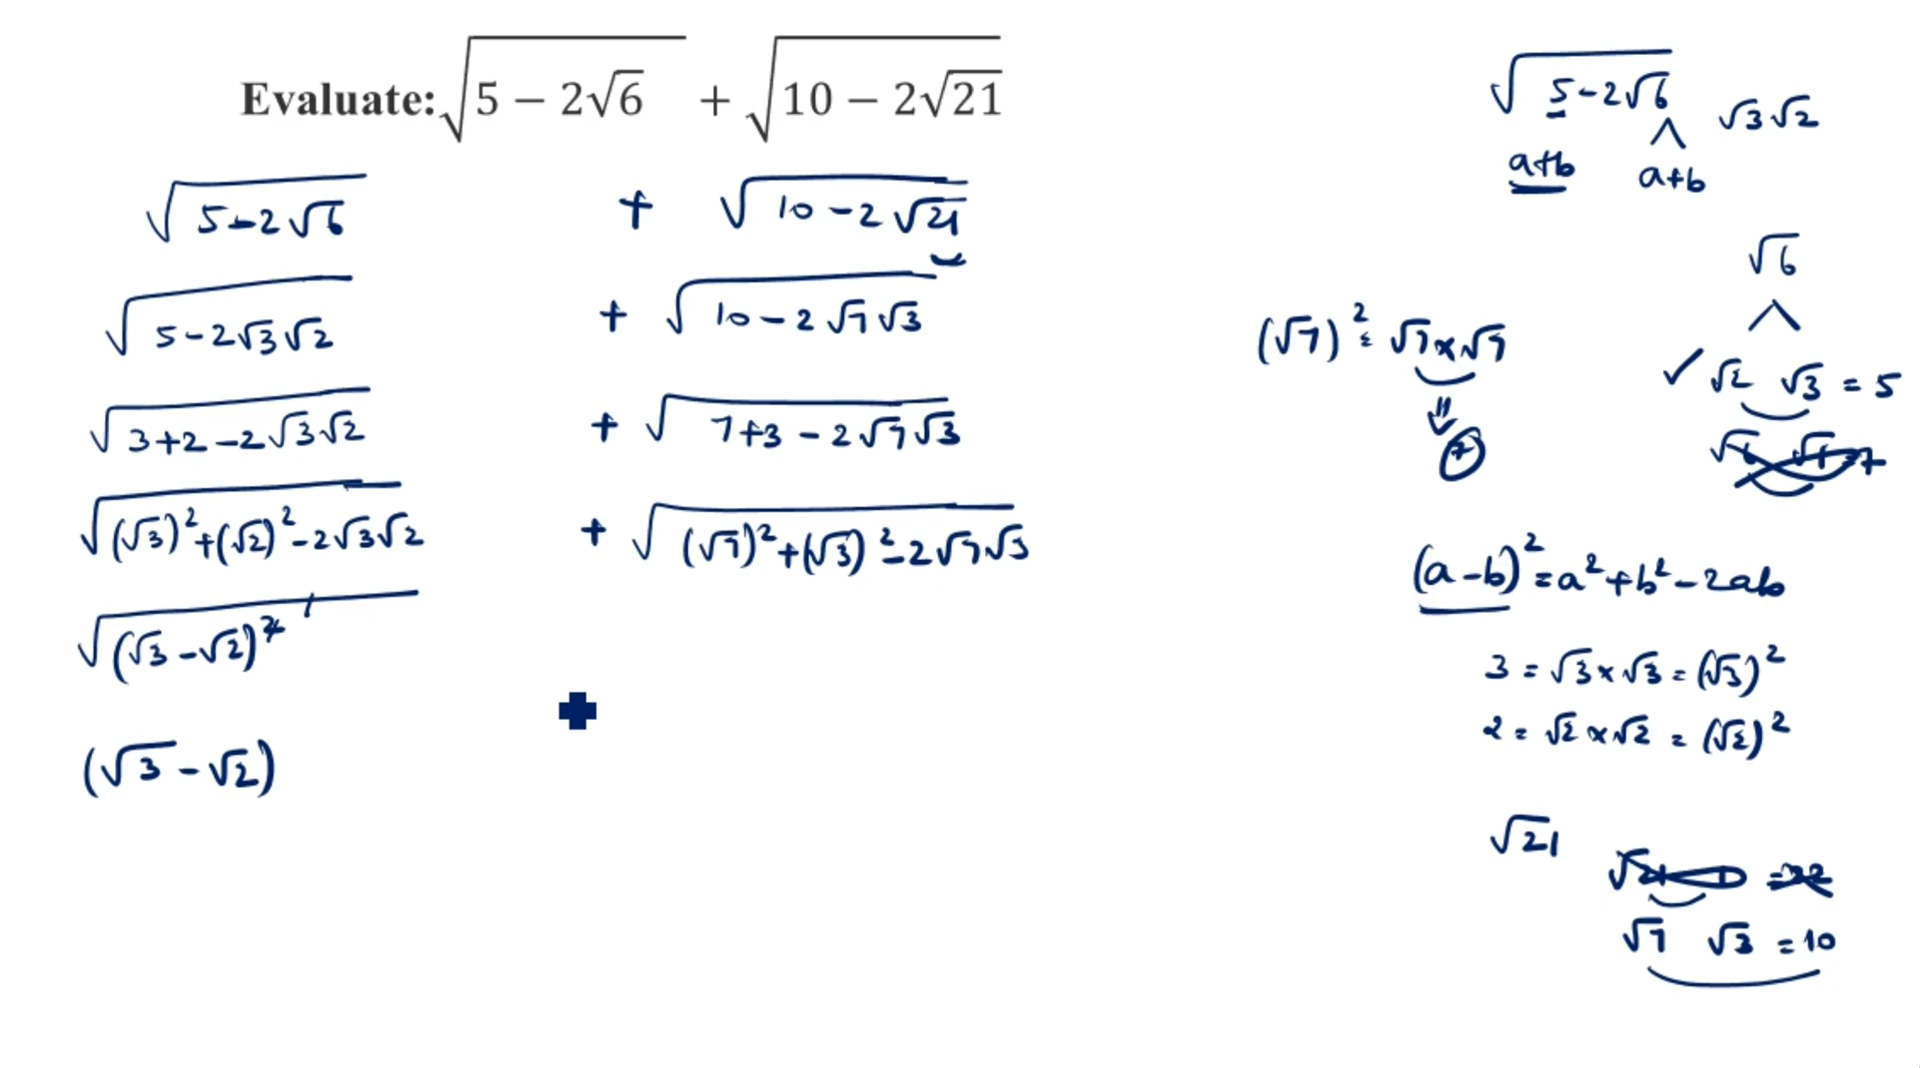 Evaluate: √(5 − 2√6) + √(10 − 2√21)
√(5-2√6) + √(10-2√21)
√(5-2√3√2) + √(10-2√7√3)
√(3+2-2√3√2) + √(7+3-2√7√3)
√((√3)²+(√2)²-2√3√2) + √((√7)²+(√3)²-2√7√3)
√((√3-√2)²)
+
(√3-√2)
√(5-2√6) √3√2
a+b a+b
√6
(√7)² = √7×√7
√2 √3 = 5
(a-b)² = a²+b²-2ab
3 = √3×√3 = (√3)²
2 = √2×√2 = (√2)²
√21
√7 √3 = 10